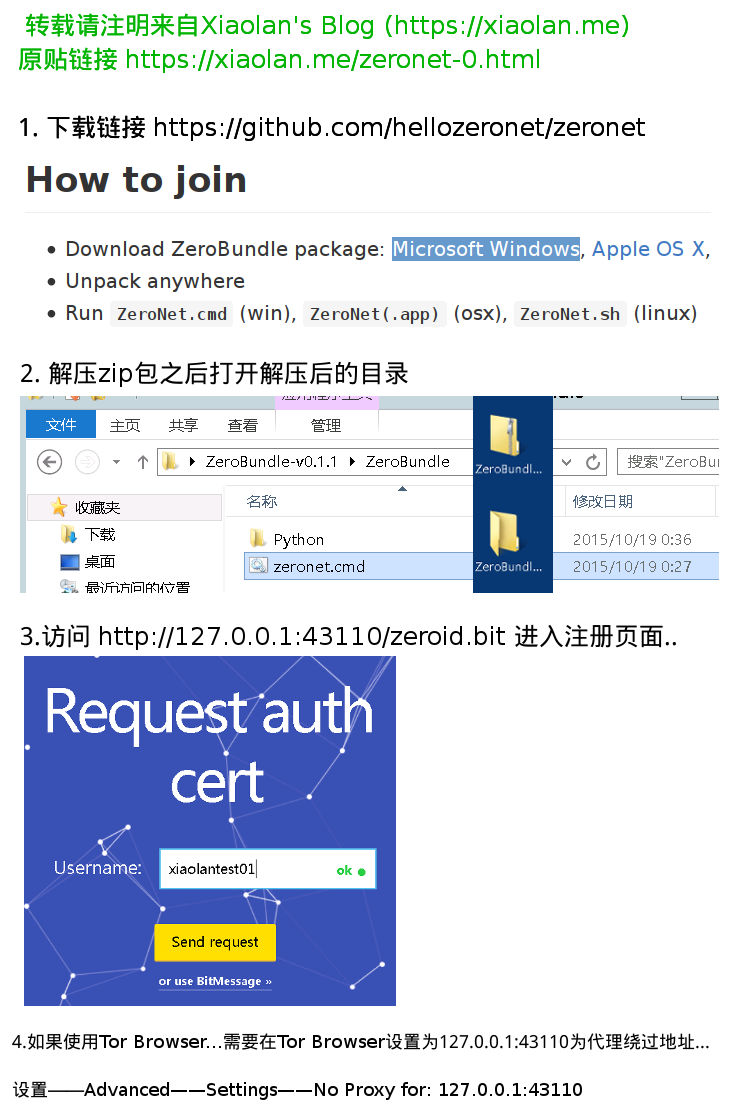 转载请注明来自Xiaolan's Blog (https://xiaolan.me)
原贴链接 https://xiaolan.me/zeronet-0.html
1. 下载链接 https://github.com/hellozeronet/zeronet
How to join
• Download ZeroBundle package: Microsoft Windows, Apple OS X,
• Unpack anywhere
• Run ZeroNet.cmd (win), ZeroNet(.app) (osx), ZeroNet.sh (linux)
2. 解压zip包之后打开解压后的目录
文件 主页 共享 查看 管理
ZeroBundle-v0.1.1 ZeroBundle 搜索"ZeroBun
ZeroBundl...
收藏夹 名称 修改日期
下载
Python 2015/10/19 0:36
桌面 zeronet.cmd 2015/10/19 0:27
ZeroBundl...
最近访问的位置
3.访问 http://127.0.0.1:43110/zeroid.bit 进入注册页面..
Request auth
cert
Username: xiaolantest01 ok
Send request
or use BitMessage »
4.如果使用Tor Browser...需要在Tor Browser设置为127.0.0.1:43110为代理绕过地址...
设置——Advanced——Settings——No Proxy for: 127.0.0.1:43110